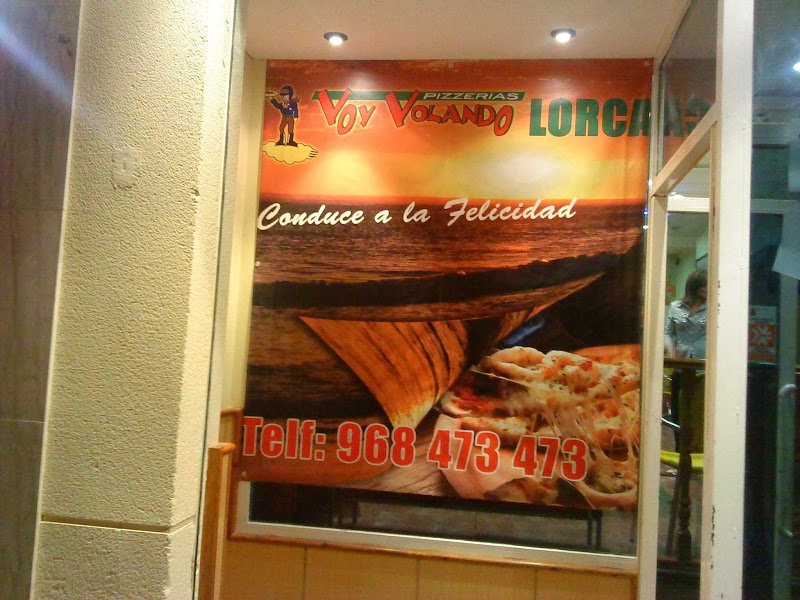 PIZZERIAS
VOY VOLANDO LORCA
Conduce a la Felicidad
Telf: 968 473 473